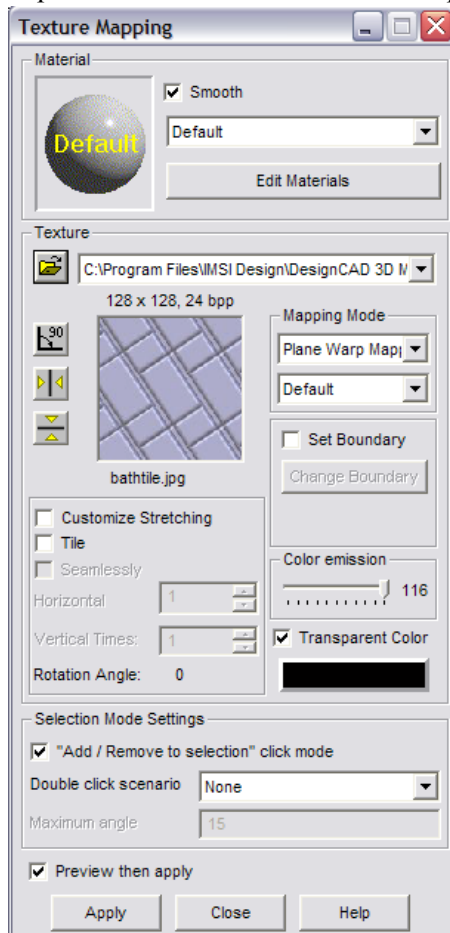 Texture Mapping
Material
Default
Smooth
Default
Edit Materials
Texture
C:\Program Files\IMSI Design\DesignCAD 3D M
128 x 128, 24 bpp
90
bathtile.jpg
Mapping Mode
Plane Warp Mapp
Default
Set Boundary
Change Boundary
Customize Stretching
Tile
Seamlessly
Horizontal 1
Vertical Times: 1
Rotation Angle: 0
Color emission
116
Transparent Color
Selection Mode Settings
"Add / Remove to selection" click mode
Double click scenario None
Maximum angle 15
Preview then apply
Apply Close Help